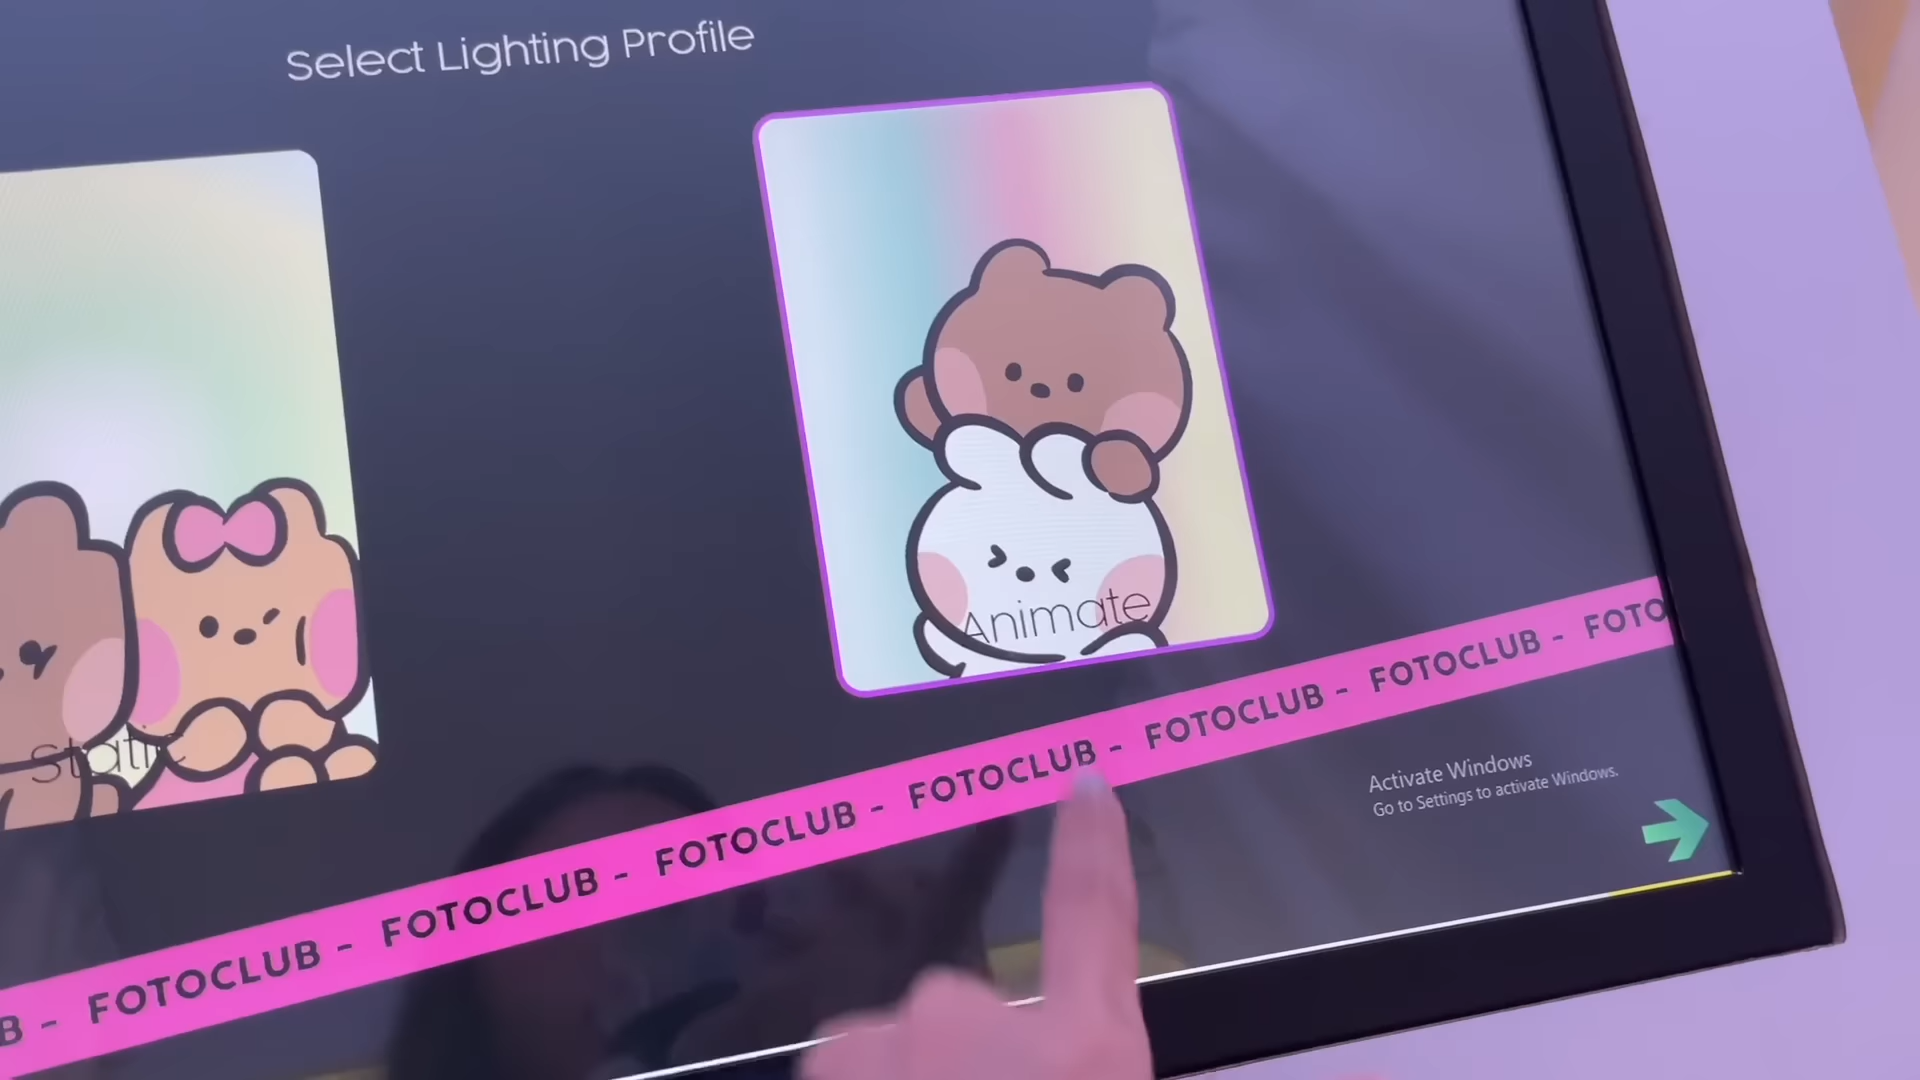 Select Lighting Profile
Static
Animate
B - FOTOCLUB - FOTOCLUB - FOTOCLUB - FOTOCLUB - FOTOCLUB - FOTOCLUB - FOTO
Activate Windows
Go to Settings to activate Windows.